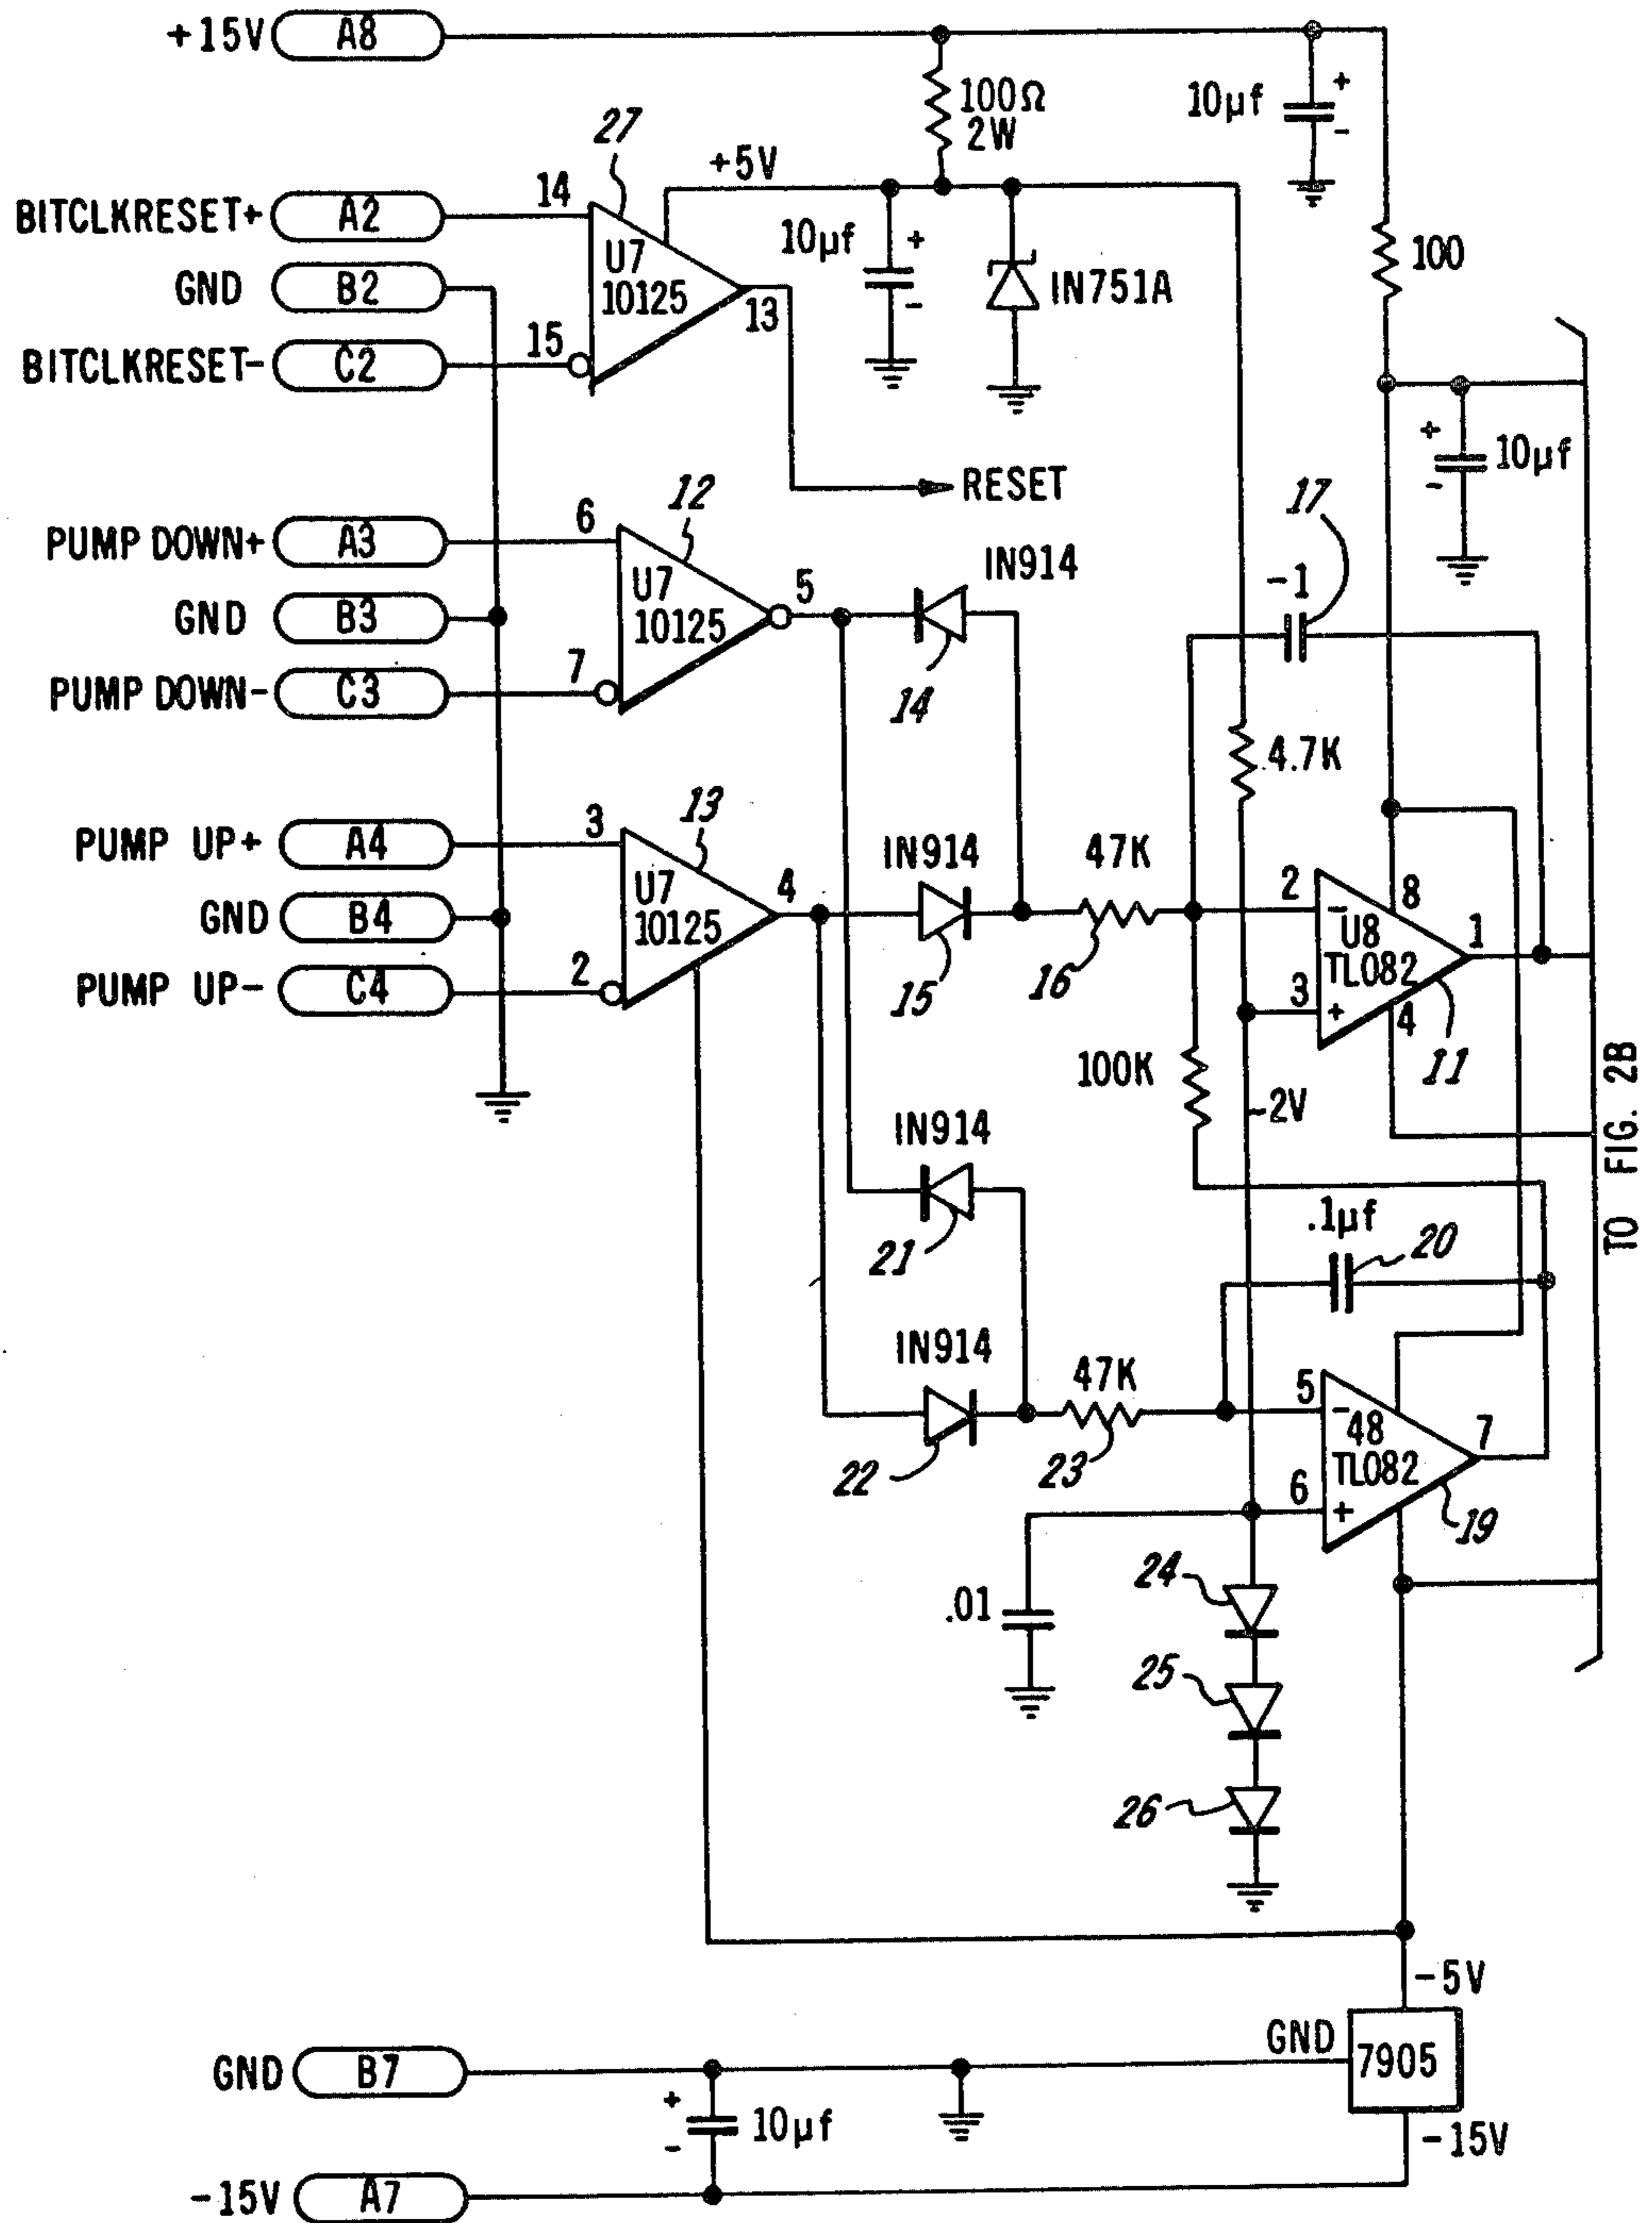 +15V A8
100Ω
2W
10µf + -
27
+5V
BITCLKRESET+ A2 14
GND B2
BITCLKRESET- C2 15
U7
10125
13
10µf + -
IN751A
100
+ - 10µf
RESET
PUMP DOWN+ A3 6
GND B3
PUMP DOWN- C3 7
12
U7
10125
5
IN914
14
-1
17
4.7K
PUMP UP+ A4 3
GND B4
PUMP UP- C4 2
13
U7
10125
4
IN914
15
47K
16
2 -
3 +
U8
TL082
8
1
4
11
100K
-2V
IN914
21
.1µf
20
IN914
22
47K
23
5 -
6 +
48
TL082
7
19
.01
24
25
26
TO FIG. 2B
-5V
GND B7
GND
7905
+ - 10µf
-15V
-15V A7